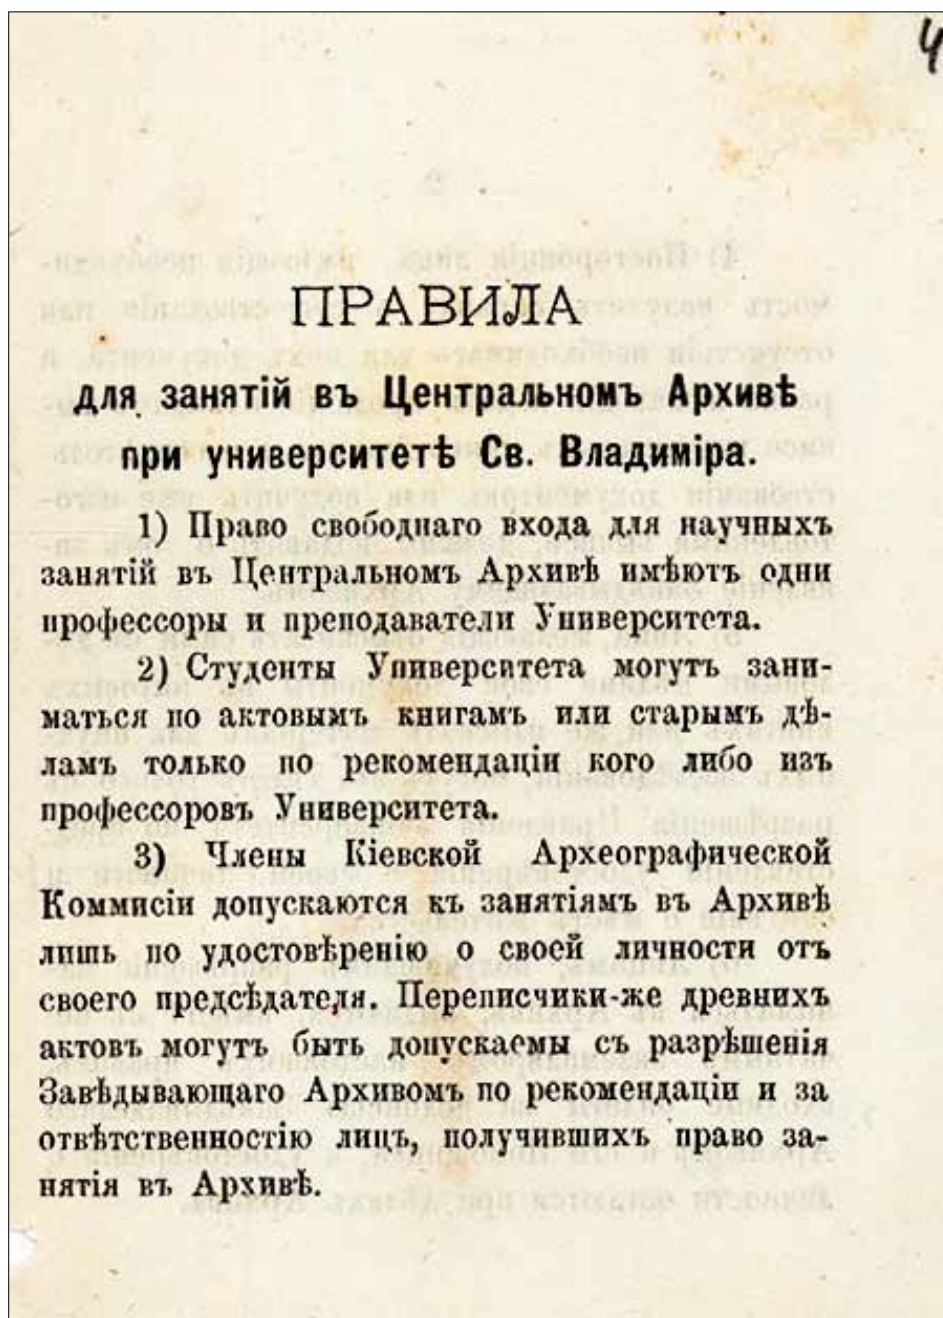 4
ПРАВИЛА
для занятій въ Центральномъ Архивѣ
при университетѣ Св. Владиміра.
1) Право свободнаго входа для научныхъ
занятій въ Центральномъ Архивѣ имѣютъ одни
профессоры и преподаватели Университета.
2) Студенты Университета могутъ зани-
маться по актовымъ книгамъ или старымъ дѣ-
ламъ только по рекомендаціи кого либо изъ
профессоровъ Университета.
3) Члены Кіевской Археографической
Коммисіи допускаются къ занятіямъ въ Архивѣ
лишь по удостовѣренію о своей личности отъ
своего предсѣдателя. Переписчики-же древнихъ
актовъ могутъ быть допускаемы съ разрѣшенія
Завѣдывающаго Архивомъ по рекомендаціи и за
отвѣтственностію лицъ, получившихъ право за-
нятія въ Архивѣ.